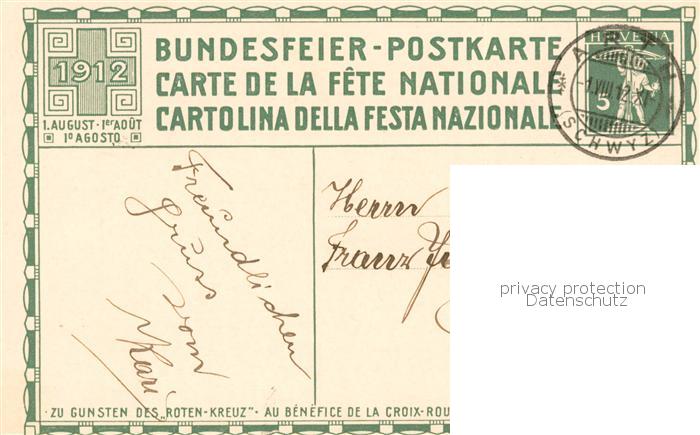 1912
1.AUGUST · 1er AOÛT
1º AGOSTO
BUNDESFEIER-POSTKARTE
CARTE DE LA FÊTE NATIONALE
CARTOLINA DELLA FESTA NAZIONALE
HELVETIA
5
(SCHWYZ)
Freundlichen
Gruss
vom
Karl
Herrn
Franz
privacy protection
Datenschutz
· ZU GUNSTEN DES „ROTEN-KREUZ" · AU BÉNÉFICE DE LA CROIX-ROU